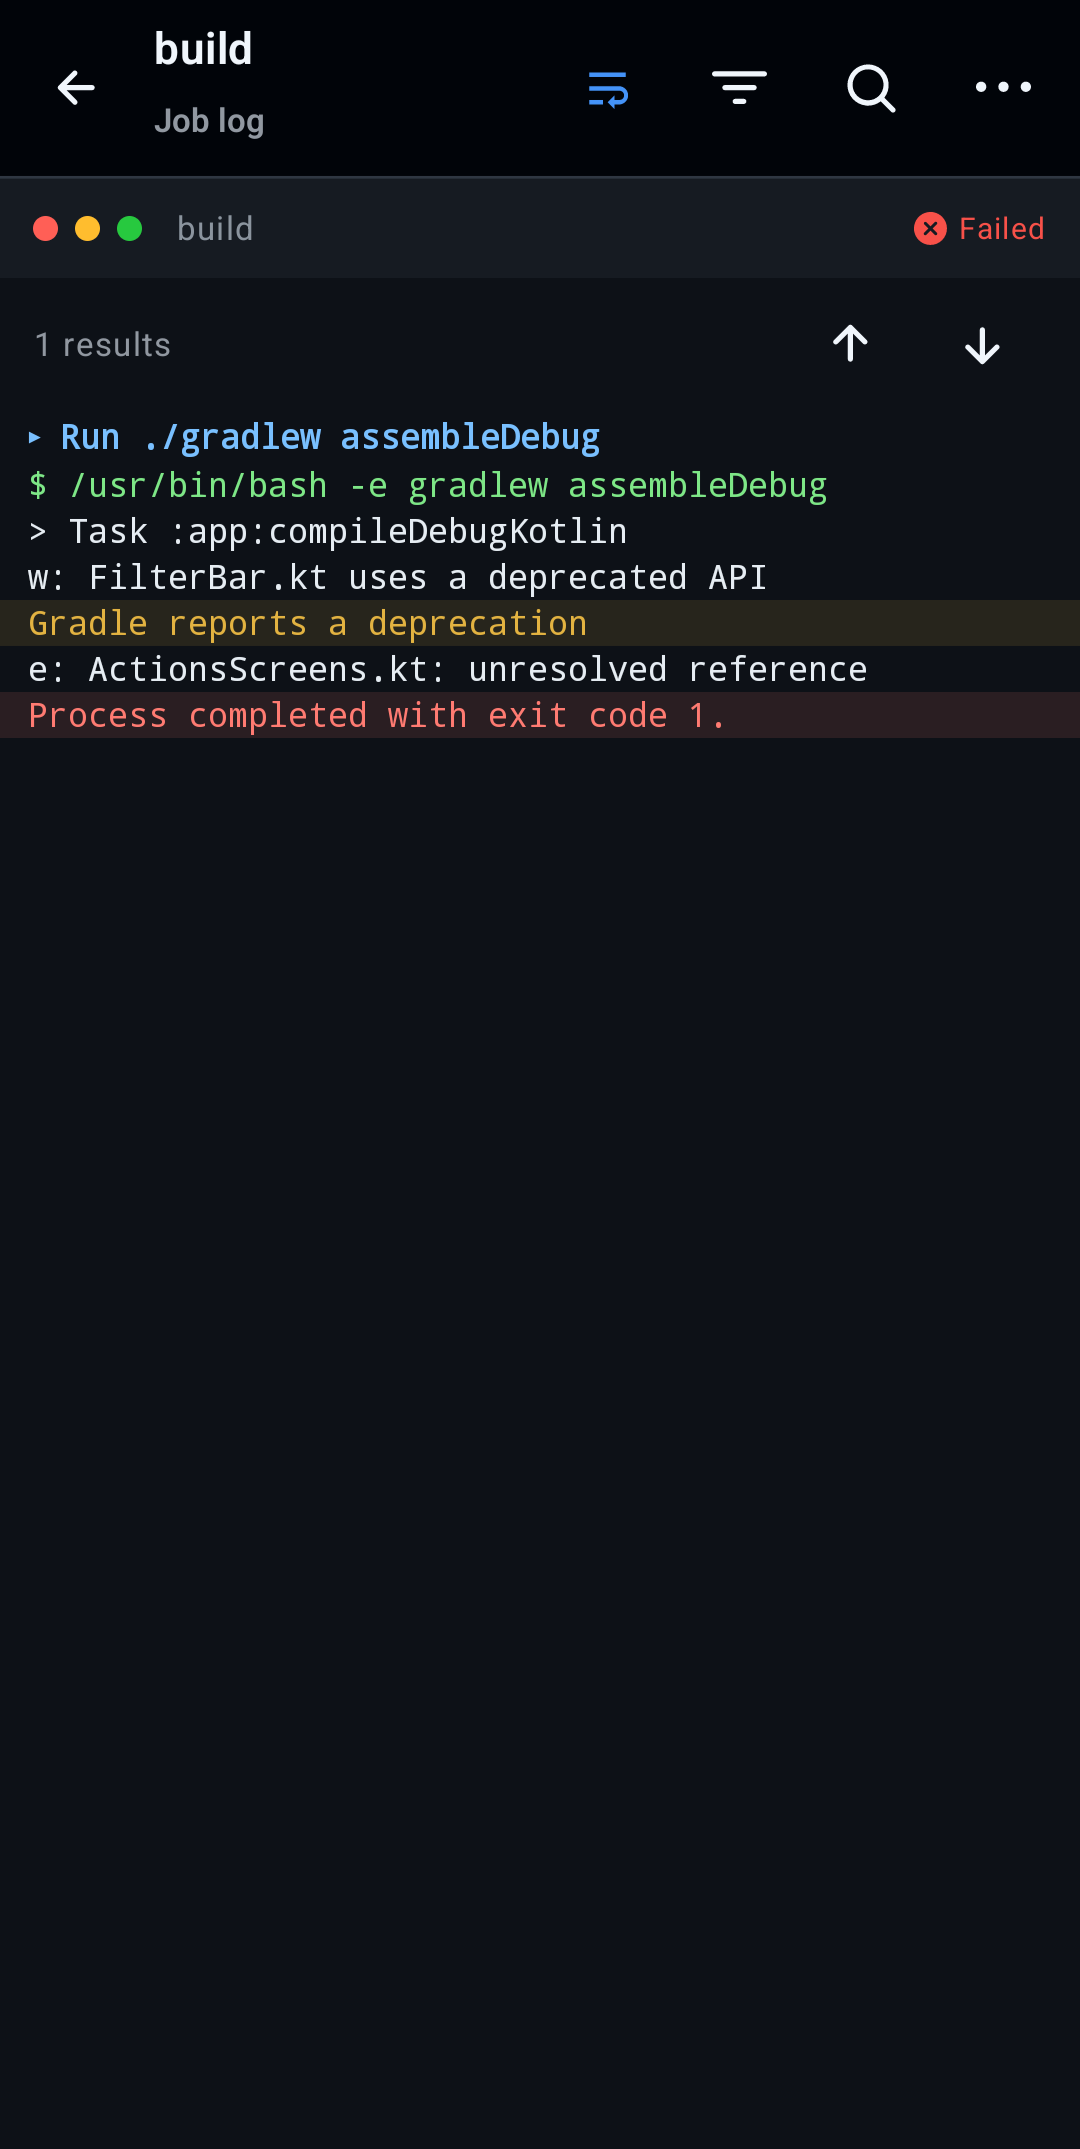 build
Job log
build
Failed
1 results
▸ Run ./gradlew assembleDebug
$ /usr/bin/bash -e gradlew assembleDebug
> Task :app:compileDebugKotlin
w: FilterBar.kt uses a deprecated API
Gradle reports a deprecation
e: ActionsScreens.kt: unresolved reference
Process completed with exit code 1.